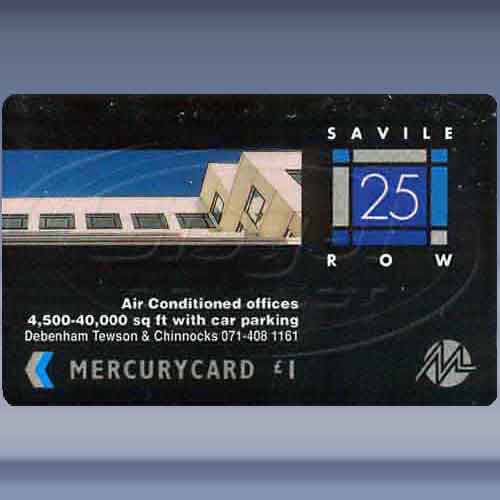 SAVILE
25
ROW
Air Conditioned offices
4,500-40,000 sq ft with car parking
Debenham Tewson & Chinnocks 071-408 1161
MERCURYCARD £1